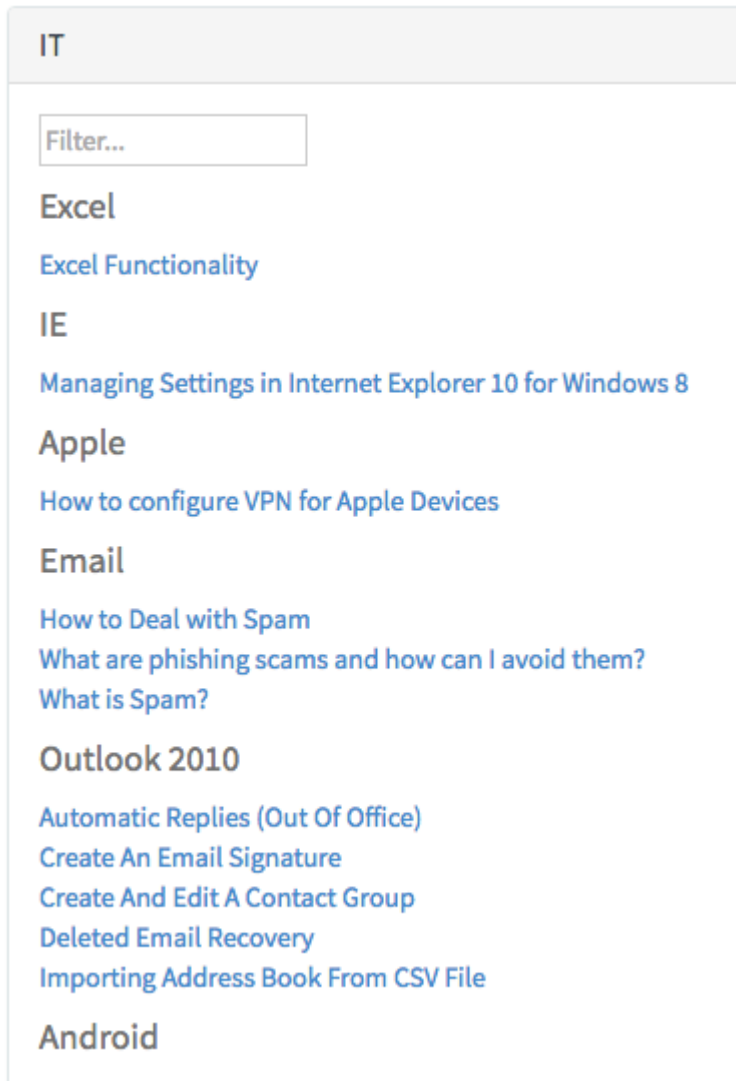 IT
Filter...
Excel
Excel Functionality
IE
Managing Settings in Internet Explorer 10 for Windows 8
Apple
How to configure VPN for Apple Devices
Email
How to Deal with Spam
What are phishing scams and how can I avoid them?
What is Spam?
Outlook 2010
Automatic Replies (Out Of Office)
Create An Email Signature
Create And Edit A Contact Group
Deleted Email Recovery
Importing Address Book From CSV File
Android